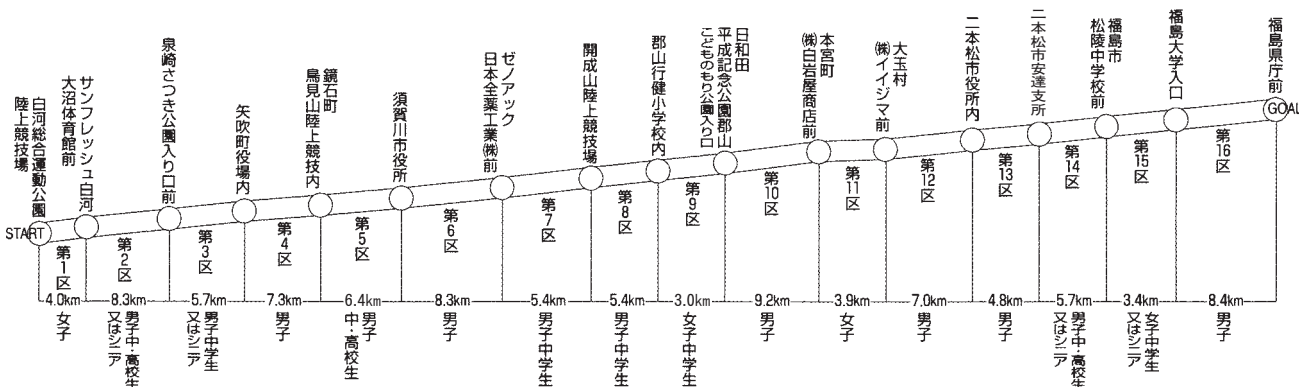 白河総合運動公園
陸上競技場
サンフレッシュ白河
大沼体育館前
泉崎さつき公園入り口前
矢吹町役場内
鏡石町
鳥見山陸上競技内
須賀川市役所
ゼノアック
日本全薬工業㈱前
開成山陸上競技場
郡山行健小学校内
日和田
平成記念公園郡山
こどものもり公園入り口
本宮町
㈱白岩屋商店前
大玉村
㈱イイジマ前
二本松市役所内
二本松市安達支所
福島市
松陵中学校前
福島大学入口
福島県庁前
START
GOAL
第1区
第2区
第3区
第4区
第5区
第6区
第7区
第8区
第9区
第10区
第11区
第12区
第13区
第14区
第15区
第16区
4.0km
8.3km
5.7km
7.3km
6.4km
8.3km
5.4km
5.4km
3.0km
9.2km
3.9km
7.0km
4.8km
5.7km
3.4km
8.4km
女子
男子中・高校生
又はシニア
男子中学生
又はシニア
男子
男子
中・高校生
男子
男子中学生
男子中学生
女子中学生
男子
女子
男子
男子
男子中・高校生
又はシニア
女子中学生
又はシニア
男子